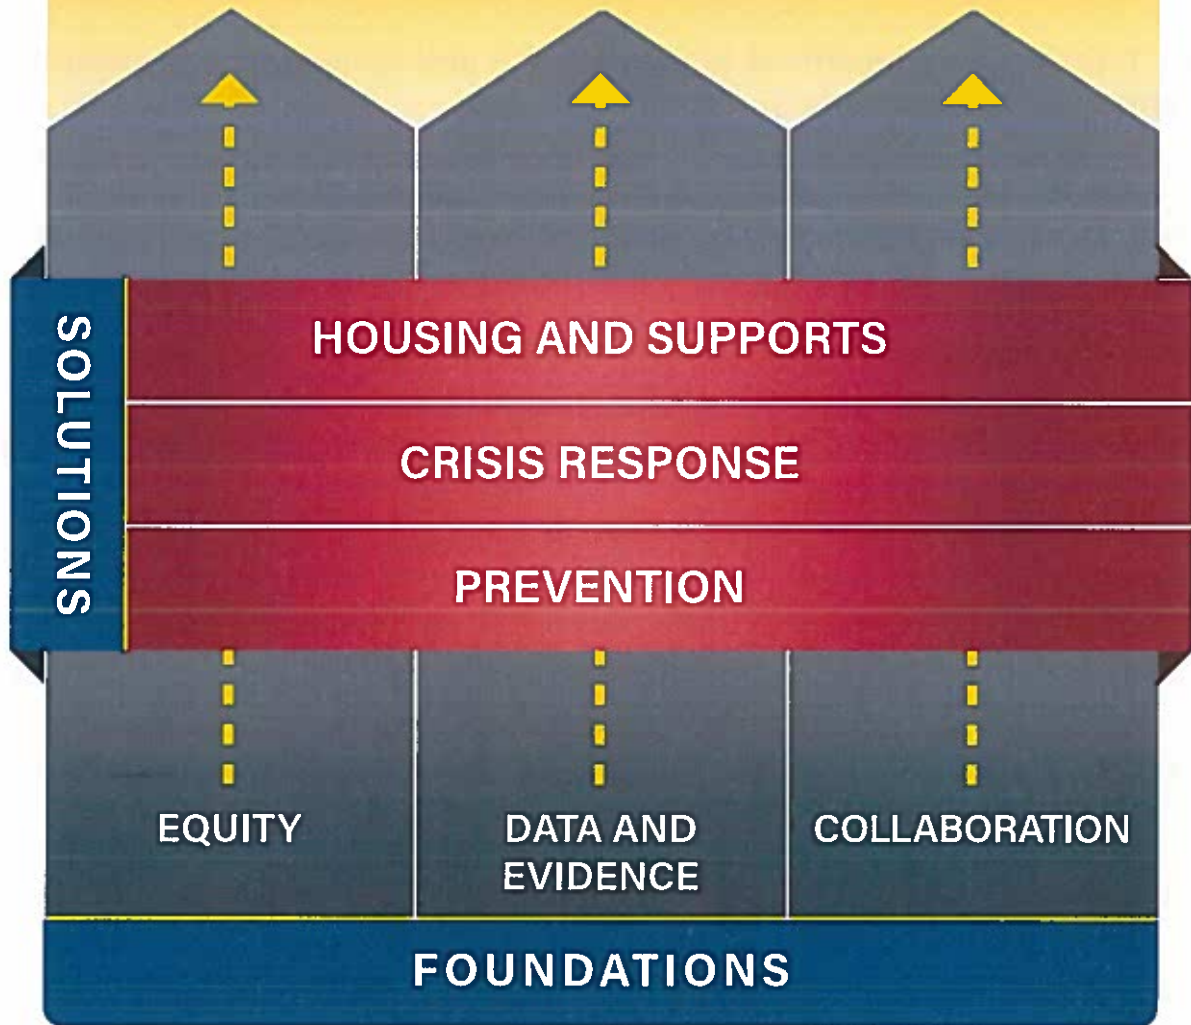 SOLUTIONS
HOUSING AND SUPPORTS
CRISIS RESPONSE
PREVENTION
EQUITY
DATA AND
EVIDENCE
COLLABORATION
FOUNDATIONS